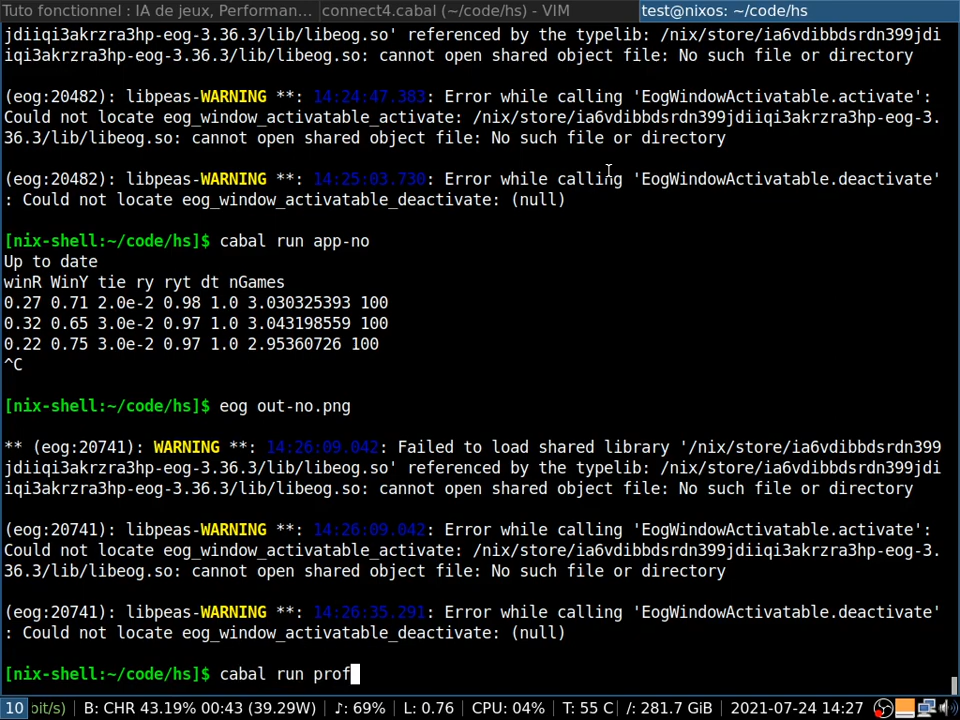 Tuto fonctionnel : IA de jeux, Performan...
connect4.cabal (~/code/hs) - VIM
test@nixos: ~/code/hs
jdiiqi3akrzra3hp-eog-3.36.3/lib/libeog.so' referenced by the typelib: /nix/store/ia6vdibbdsrdn399jdi
iqi3akrzra3hp-eog-3.36.3/lib/libeog.so: cannot open shared object file: No such file or directory
(eog:20482): libpeas-WARNING **: 14:24:47.383: Error while calling 'EogWindowActivatable.activate':
Could not locate eog_window_activatable_activate: /nix/store/ia6vdibbdsrdn399jdiiqi3akrzra3hp-eog-3.
36.3/lib/libeog.so: cannot open shared object file: No such file or directory
(eog:20482): libpeas-WARNING **: 14:25:03.730: Error while calling 'EogWindowActivatable.deactivate'
: Could not locate eog_window_activatable_deactivate: (null)
[nix-shell:~/code/hs]$ cabal run app-no
Up to date
winR WinY tie ry ryt dt nGames
0.27 0.71 2.0e-2 0.98 1.0 3.030325393 100
0.32 0.65 3.0e-2 0.97 1.0 3.043198559 100
0.22 0.75 3.0e-2 0.97 1.0 2.95360726 100
^C
[nix-shell:~/code/hs]$ eog out-no.png
** (eog:20741): WARNING **: 14:26:09.042: Failed to load shared library '/nix/store/ia6vdibbdsrdn399
jdiiqi3akrzra3hp-eog-3.36.3/lib/libeog.so' referenced by the typelib: /nix/store/ia6vdibbdsrdn399jdi
iqi3akrzra3hp-eog-3.36.3/lib/libeog.so: cannot open shared object file: No such file or directory
(eog:20741): libpeas-WARNING **: 14:26:09.042: Error while calling 'EogWindowActivatable.activate':
Could not locate eog_window_activatable_activate: /nix/store/ia6vdibbdsrdn399jdiiqi3akrzra3hp-eog-3.
36.3/lib/libeog.so: cannot open shared object file: No such file or directory
(eog:20741): libpeas-WARNING **: 14:26:35.291: Error while calling 'EogWindowActivatable.deactivate'
: Could not locate eog_window_activatable_deactivate: (null)
[nix-shell:~/code/hs]$ cabal run prof
10 bit/s) B: CHR 43.19% 00:43 (39.29W) | ♪: 69% | L: 0.76 | CPU: 04% | T: 55 C | /: 281.7 GiB | 2021-07-24 14:27